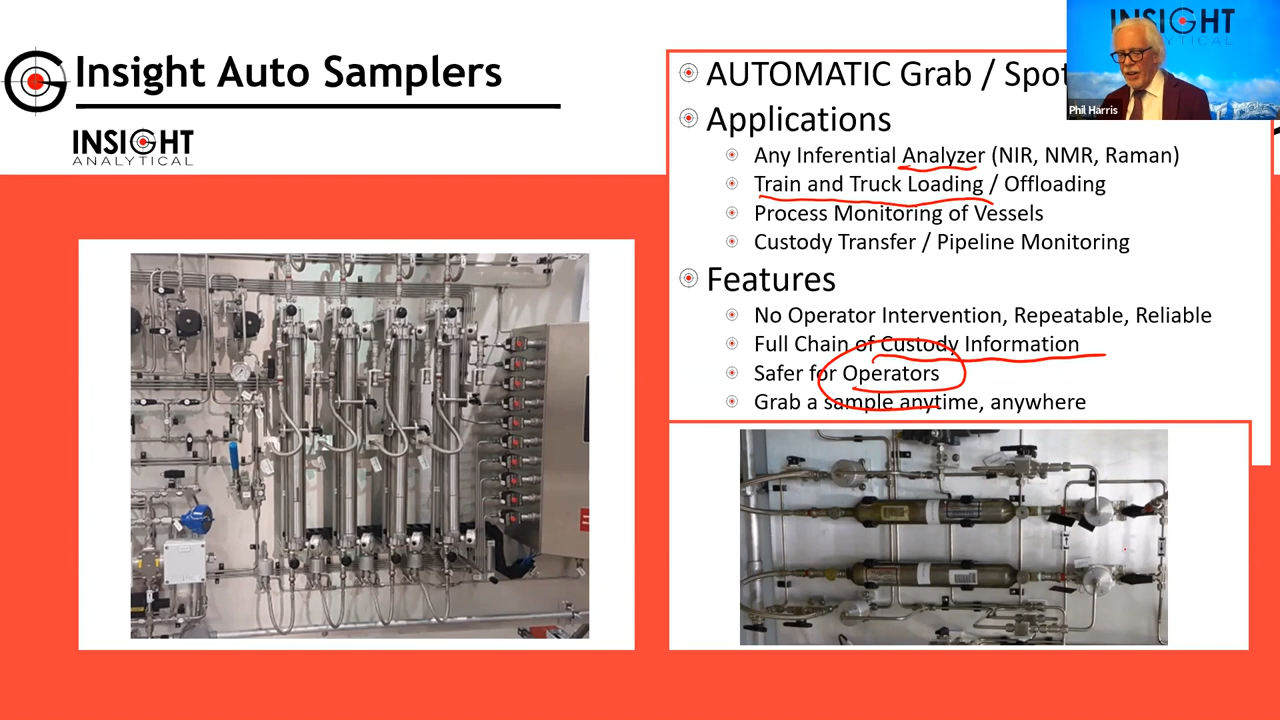 Insight Auto Samplers
INSIGHT
ANALYTICAL
AUTOMATIC Grab / Spot
Applications
Any Inferential Analyzer (NIR, NMR, Raman)
Train and Truck Loading / Offloading
Process Monitoring of Vessels
Custody Transfer / Pipeline Monitoring
Features
No Operator Intervention, Repeatable, Reliable
Full Chain of Custody Information
Safer for Operators
Grab a sample anytime, anywhere
INSIGHT
ANALYTICAL
Phil Harris